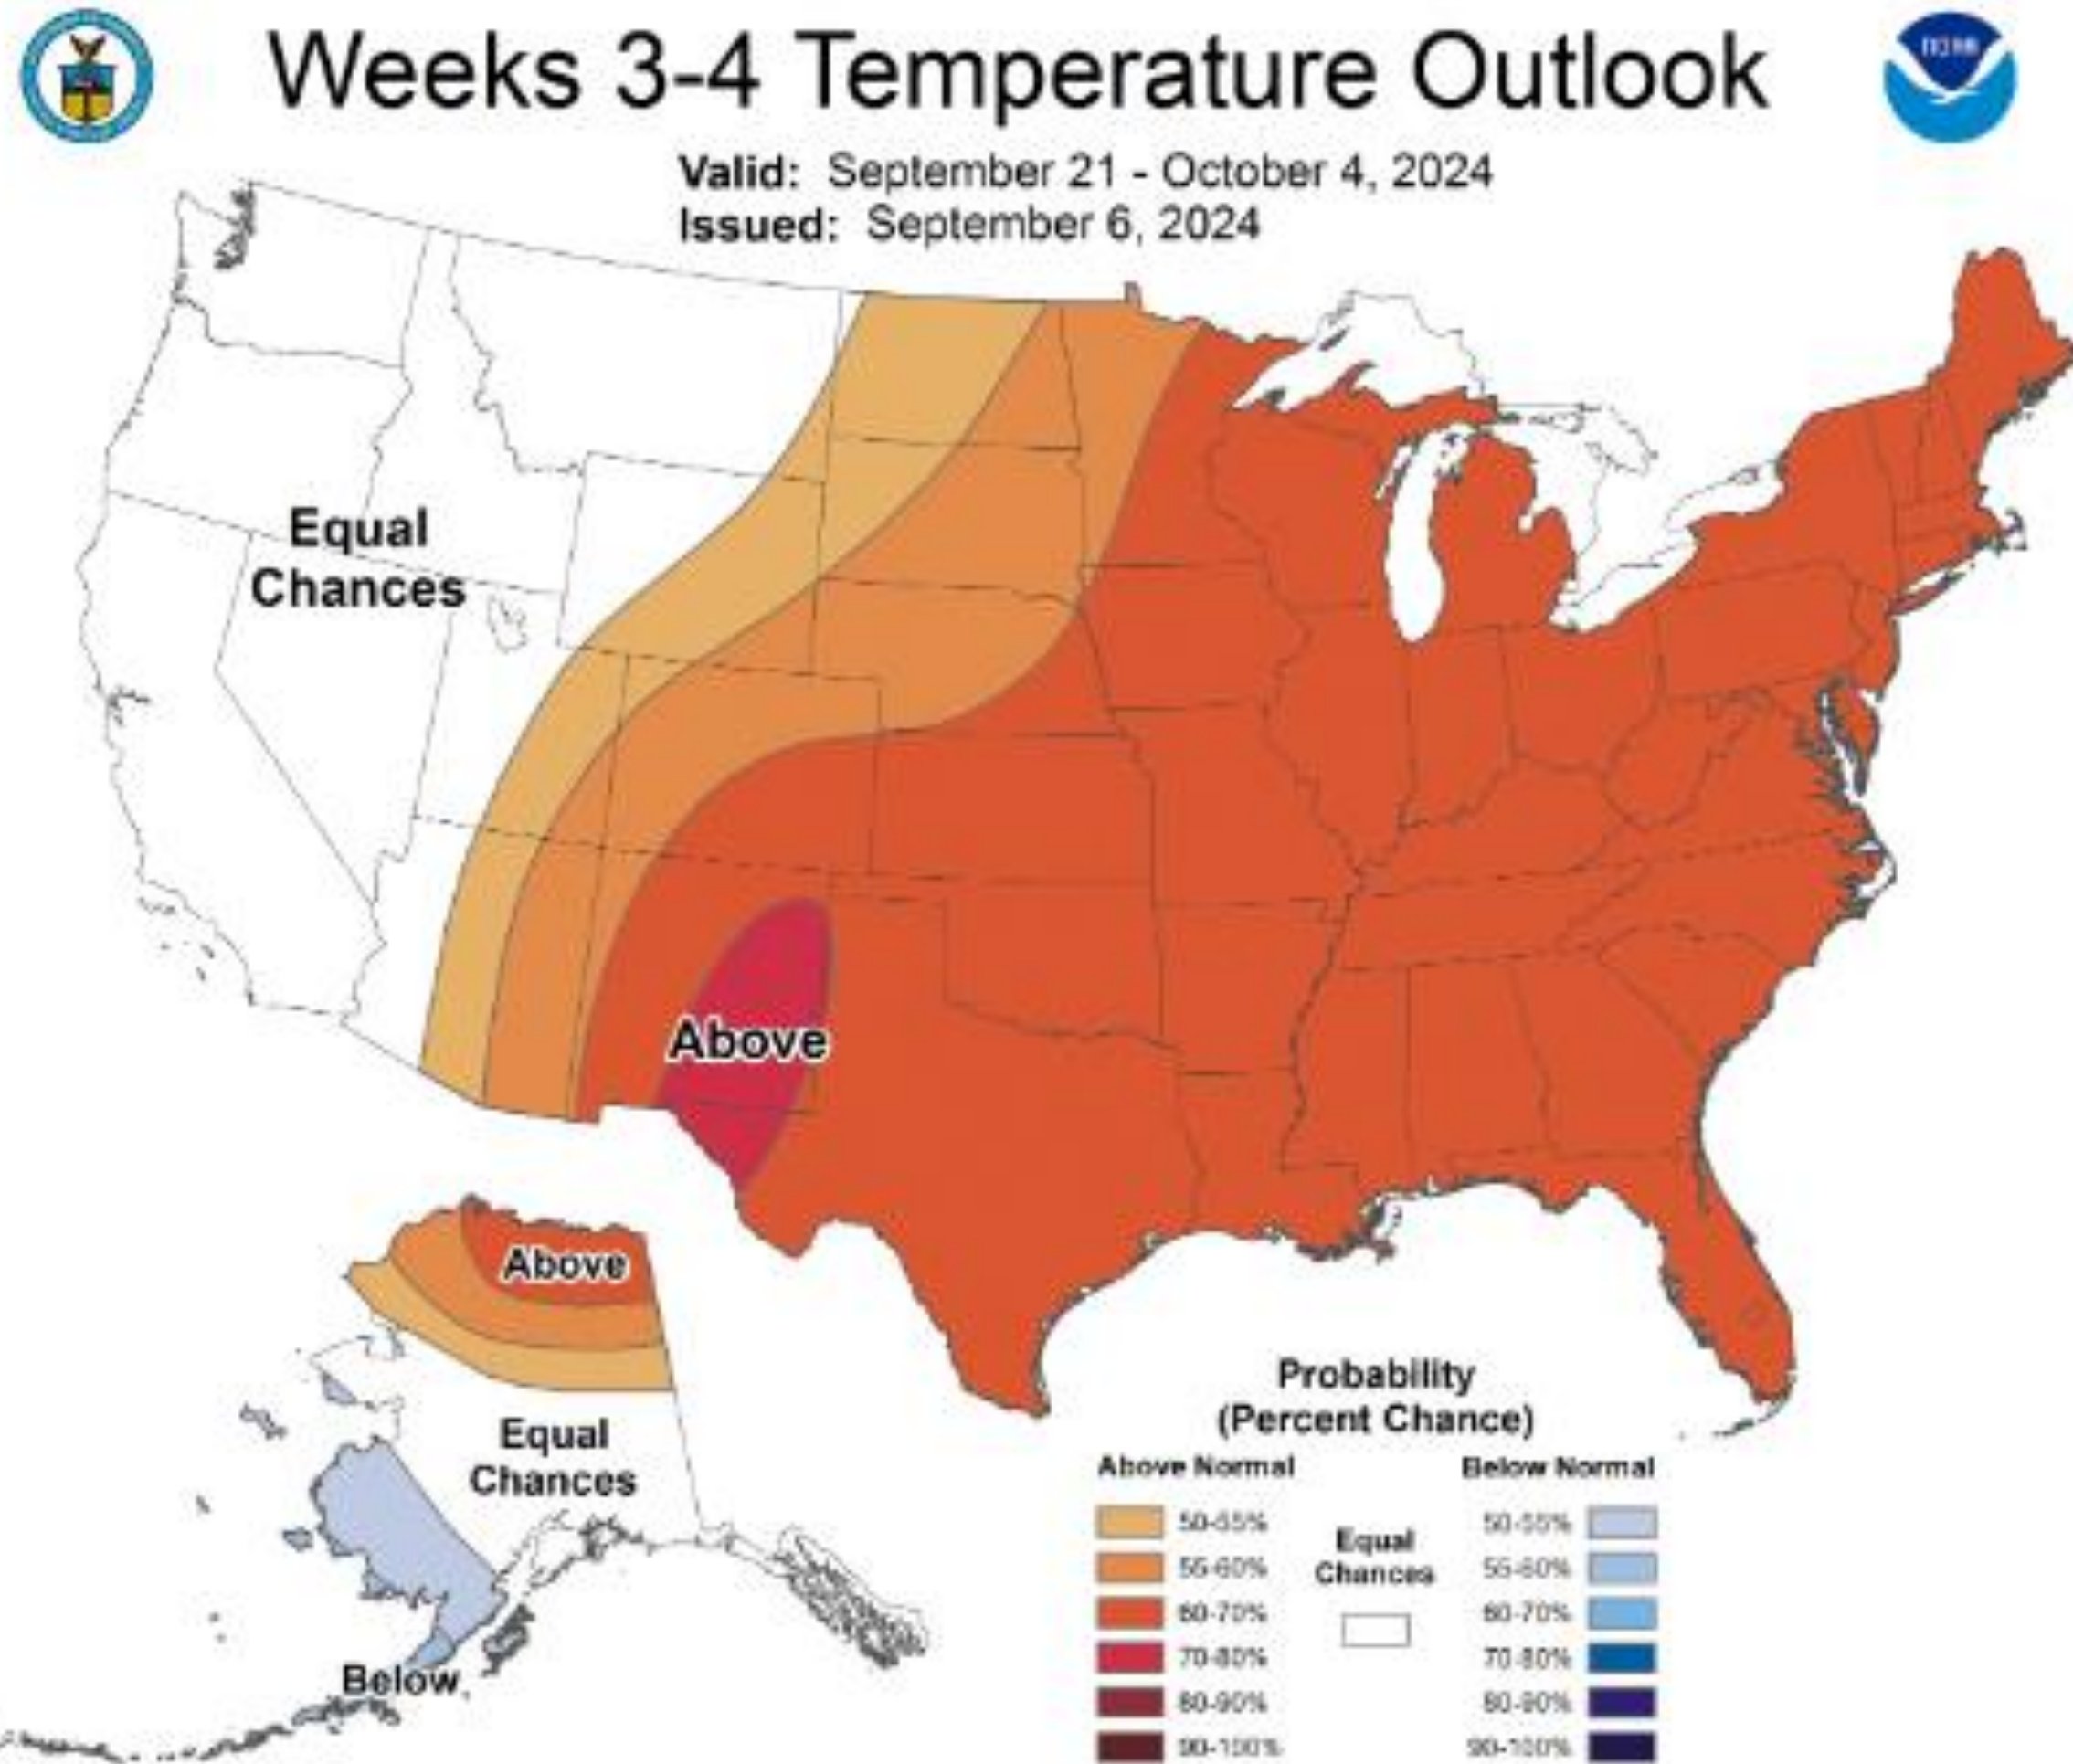 Weeks 3-4 Temperature Outlook
Valid: September 21 - October 4, 2024
Issued: September 6, 2024
Equal
Chances
Above
Above
Equal
Chances
Below
Probability
(Percent Chance)
Above Normal
Below Normal
50-55%
55-60%
60-70%
70-80%
80-90%
90-100%
Equal
Chances
50-55%
55-60%
60-70%
70-80%
80-90%
90-100%